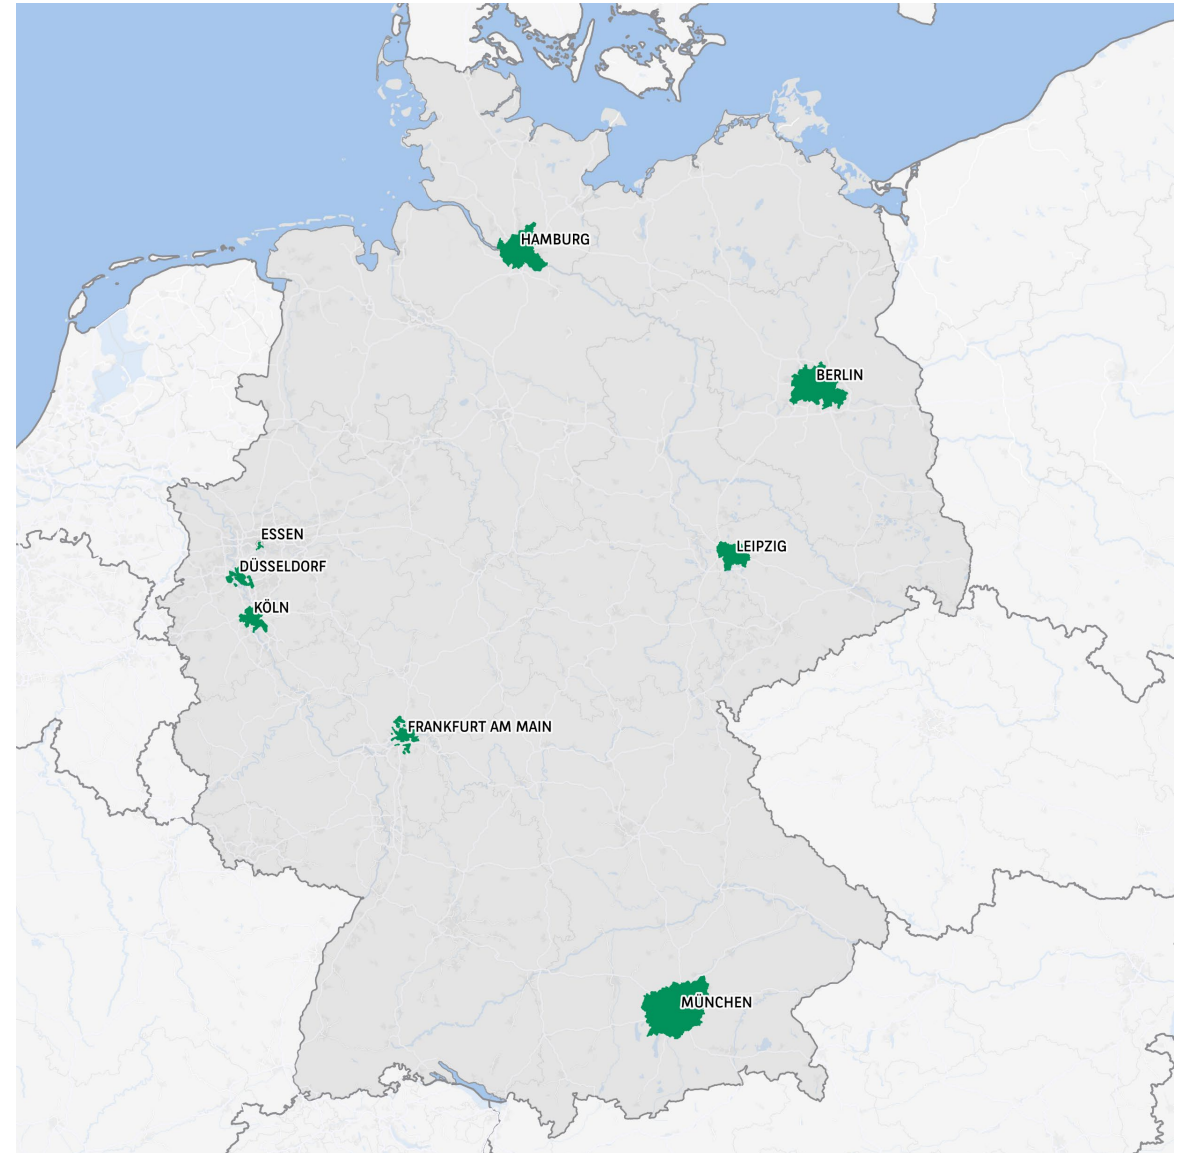 HAMBURG
BERLIN
ESSEN
LEIPZIG
DÜSSELDORF
KÖLN
FRANKFURT AM MAIN
MÜNCHEN